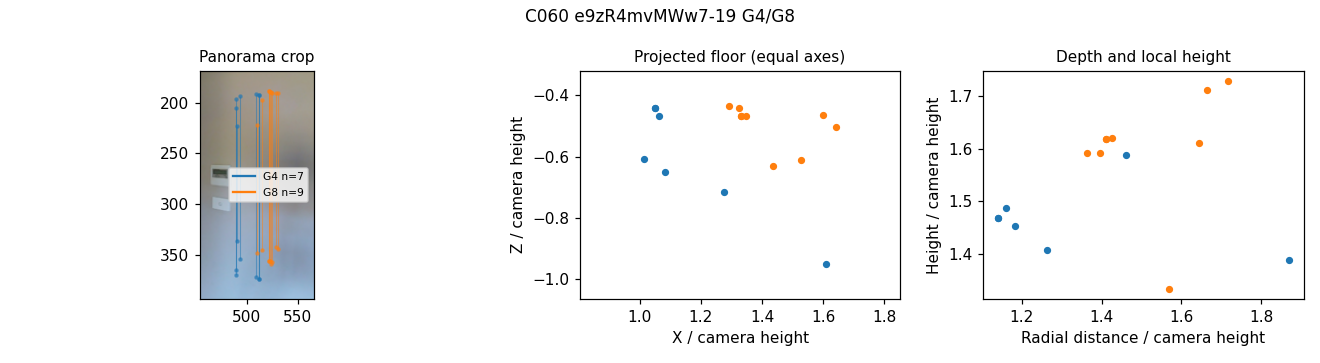 C060 e9zR4mvMWw7-19 G4/G8
Panorama crop
200
250
300
350
500
550
G4 n=7
G8 n=9
Projected floor (equal axes)
Z / camera height
−0.4
−0.6
−0.8
−1.0
1.0
1.2
1.4
1.6
1.8
X / camera height
Depth and local height
Height / camera height
1.7
1.6
1.5
1.4
1.2
1.4
1.6
1.8
Radial distance / camera height